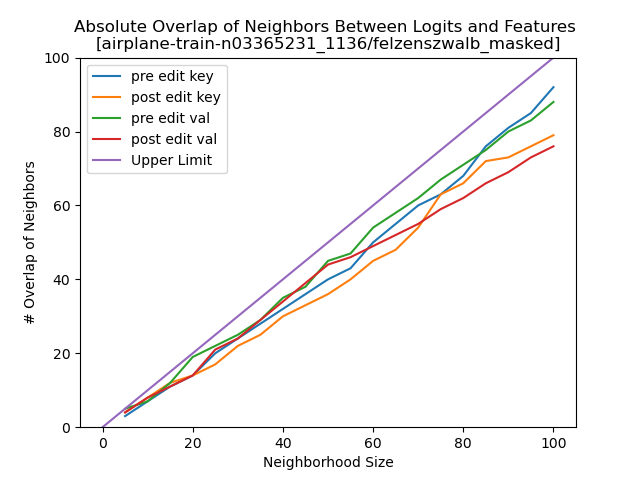 Absolute Overlap of Neighbors Between Logits and Features
[airplane-train-n03365231_1136/felzenszwalb_masked]
100
80
60
40
20
0
# Overlap of Neighbors
pre edit key
post edit key
pre edit val
post edit val
Upper Limit
0 20 40 60 80 100
Neighborhood Size